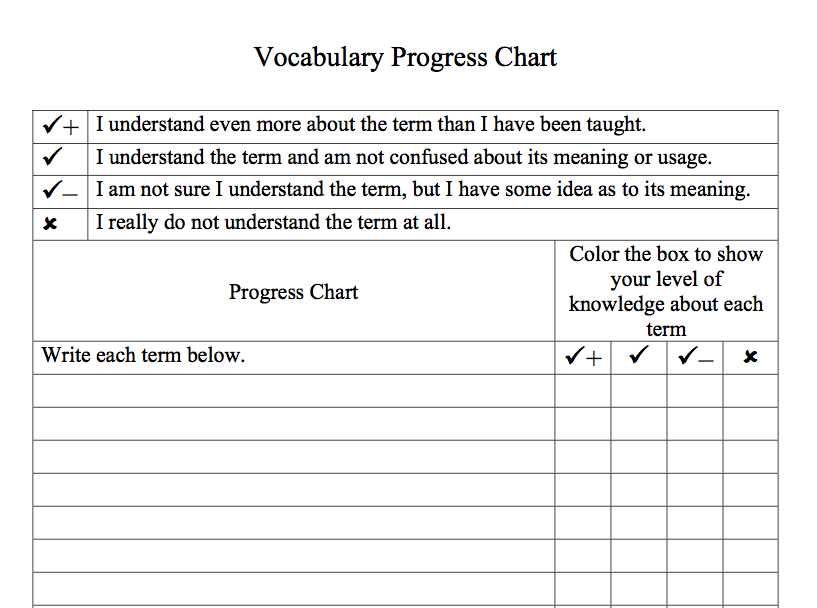 Vocabulary Progress Chart
✓+ I understand even more about the term than I have been taught.
✓ I understand the term and am not confused about its meaning or usage.
✓− I am not sure I understand the term, but I have some idea as to its meaning.
✘ I really do not understand the term at all.
Progress Chart
Color the box to show
your level of
knowledge about each
term
Write each term below. ✓+ ✓ ✓− ✘